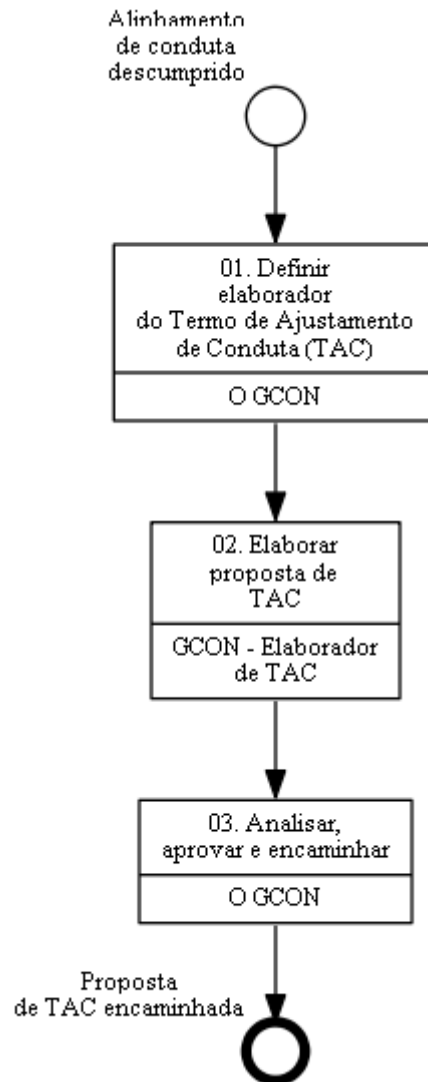 Alinhamento
de conduta
descumprido
01. Definir
elaborador
do Termo de Ajustamento
de Conduta (TAC)
O GCON
02. Elaborar
proposta de
TAC
GCON - Elaborador
de TAC
03. Analisar,
aprovar e encaminhar
O GCON
Proposta
de TAC encaminhada